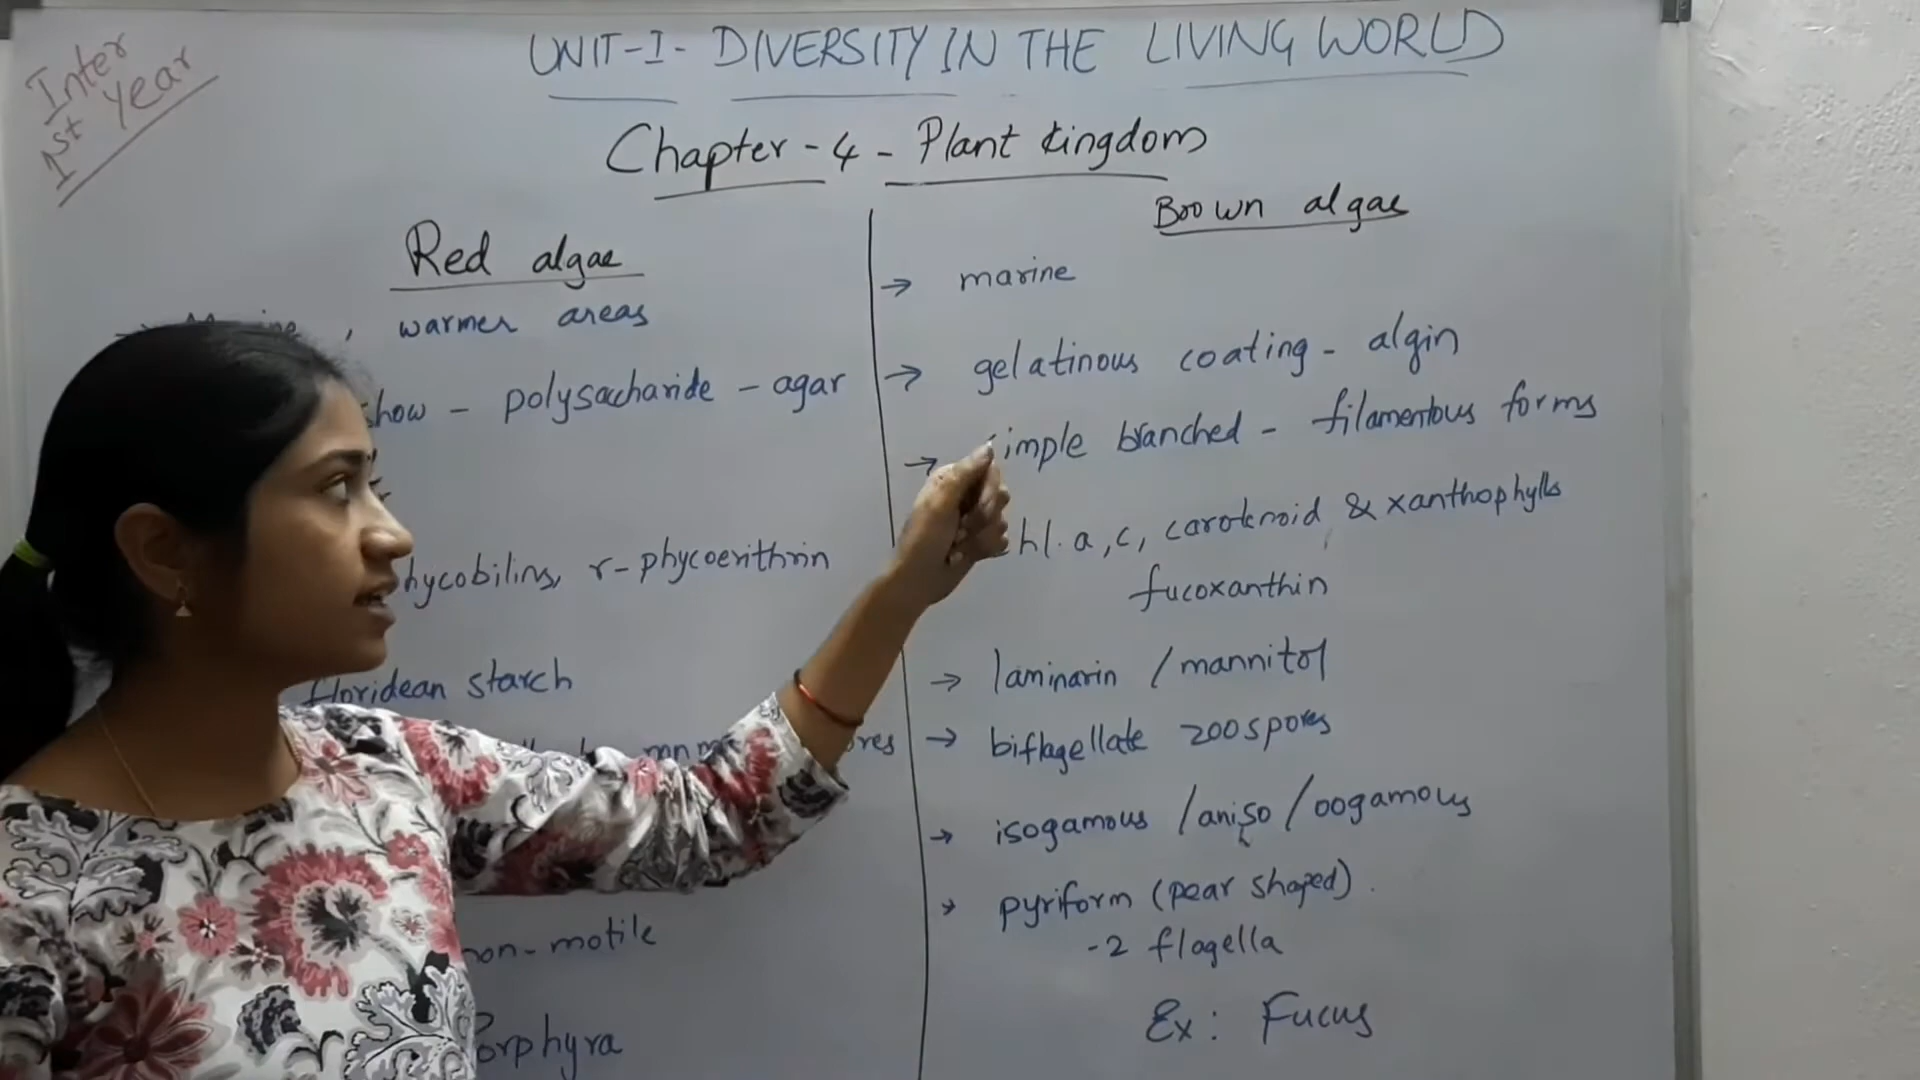 Inter
1st Year
UNIT-I- DIVERSITY IN THE LIVING WORLD
Chapter-4-Plant kingdom
Red algae
, warmer areas
show - polysaccharide - agar
hycobilins, r-phycoerithrin
floridean starch
non-motile
Porphyra
Brown algae
→ marine
→ gelatinous coating - algin
→ simple branched - filamentous forms
chl. a, c, carotenoid & xanthophylls
fucoxanthin
→ laminarin / mannitol
→ biflagellate zoospores
→ isogamous /aniso/oogamous
→ pyriform (pear shaped).
-2 flagella
Ex: Fucus